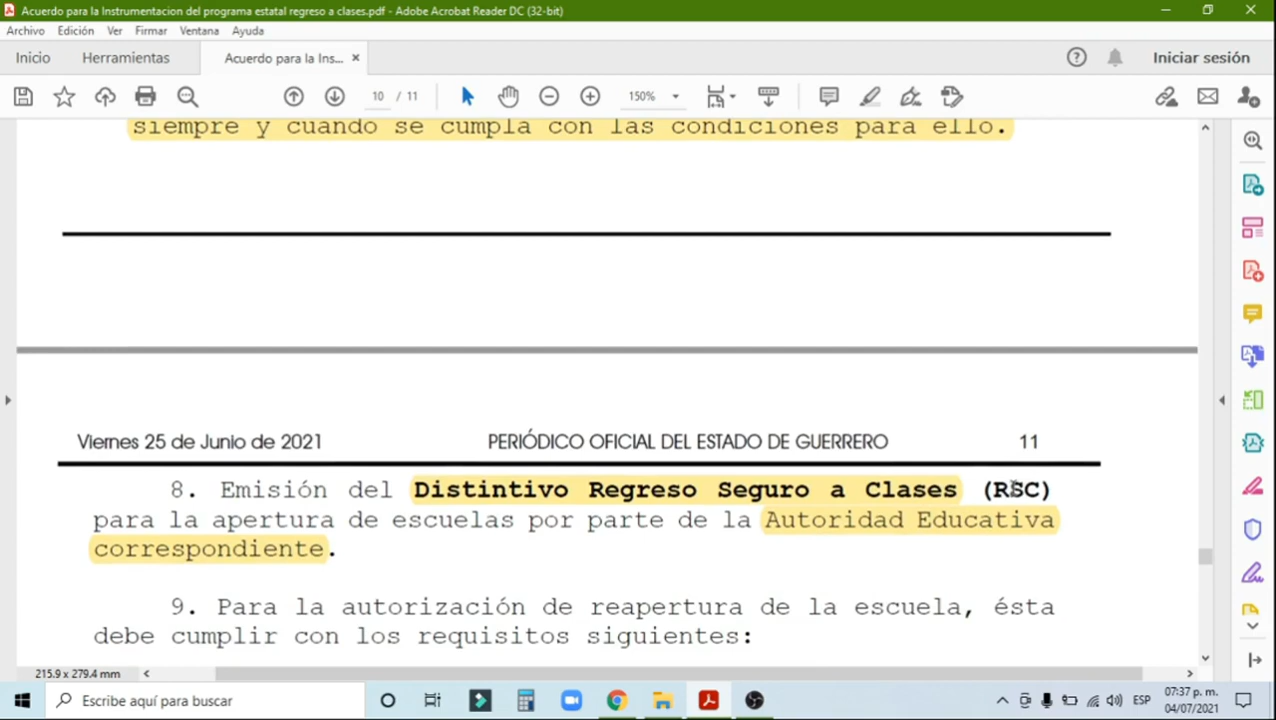 Acuerdo para la Instrumentacion del programa estatal regreso a clases.pdf - Adobe Acrobat Reader DC (32-bit)
Archivo Edición Ver Firmar Ventana Ayuda
Inicio Herramientas Acuerdo para la Ins... × Iniciar sesión
10 / 11 150%
siempre y cuando se cumpla con las condiciones para ello.
Viernes 25 de Junio de 2021 PERIÓDICO OFICIAL DEL ESTADO DE GUERRERO 11
8. Emisión del Distintivo Regreso Seguro a Clases (RSC)
para la apertura de escuelas por parte de la Autoridad Educativa
correspondiente.
9. Para la autorización de reapertura de la escuela, ésta
debe cumplir con los requisitos siguientes:
215.9 x 279.4 mm
Escribe aquí para buscar ESP 07:37 p. m.
04/07/2021